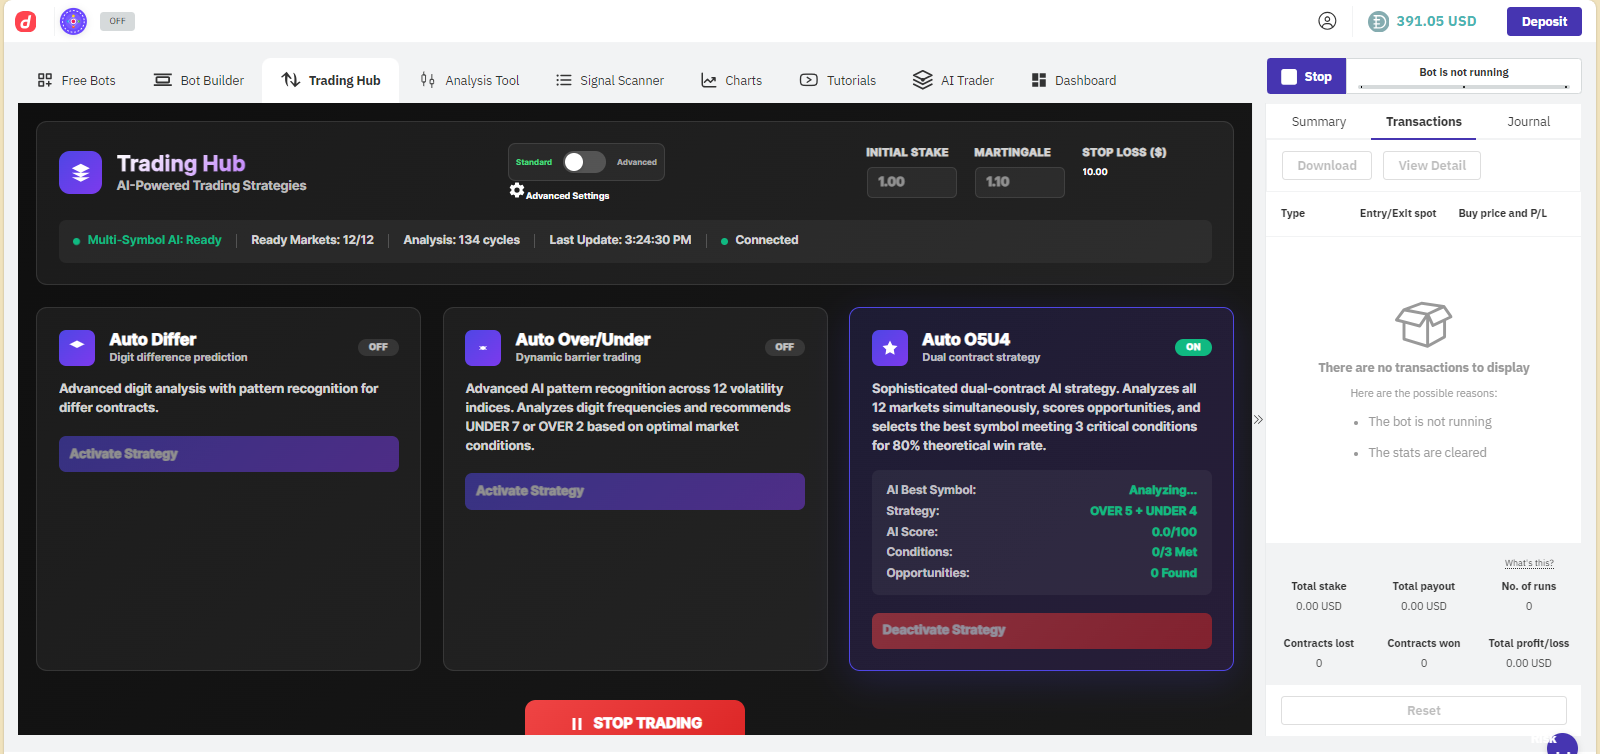 OFF
391.05 USD
Deposit
Free Bots
Bot Builder
Trading Hub
Analysis Tool
Signal Scanner
Charts
Tutorials
AI Trader
Dashboard
Stop
Bot is not running
Trading Hub
AI-Powered Trading Strategies
Standard
Advanced
Advanced Settings
INITIAL STAKE
1.00
MARTINGALE
1.10
STOP LOSS ($)
10.00
Multi-Symbol AI: Ready
Ready Markets: 12/12
Analysis: 134 cycles
Last Update: 3:24:30 PM
Connected
Auto Differ
Digit difference prediction
OFF
Advanced digit analysis with pattern recognition for
differ contracts.
Activate Strategy
Auto Over/Under
Dynamic barrier trading
OFF
Advanced AI pattern recognition across 12 volatility
indices. Analyzes digit frequencies and recommends
UNDER 7 or OVER 2 based on optimal market
conditions.
Activate Strategy
Auto O5U4
Dual contract strategy
ON
Sophisticated dual-contract AI strategy. Analyzes all
12 markets simultaneously, scores opportunities, and
selects the best symbol meeting 3 critical conditions
for 80% theoretical win rate.
AI Best Symbol: Analyzing...
Strategy: OVER 5 + UNDER 4
AI Score: 0.0/100
Conditions: 0/3 Met
Opportunities: 0 Found
Deactivate Strategy
STOP TRADING
Summary
Transactions
Journal
Download
View Detail
Type
Entry/Exit spot
Buy price and P/L
There are no transactions to display
Here are the possible reasons:
The bot is not running
The stats are cleared
What's this?
Total stake
0.00 USD
Total payout
0.00 USD
No. of runs
0
Contracts lost
0
Contracts won
0
Total profit/loss
0.00 USD
Reset